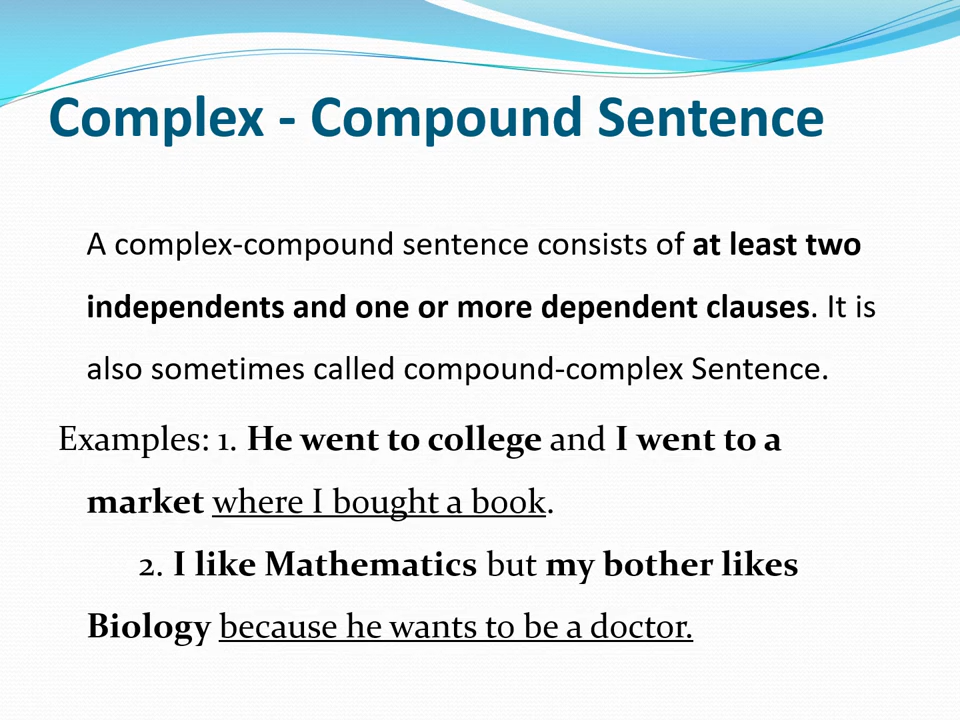 Complex - Compound Sentence
A complex-compound sentence consists of at least two
independents and one or more dependent clauses. It is
also sometimes called compound-complex Sentence.
Examples: 1. He went to college and I went to a
market where I bought a book.
2. I like Mathematics but my bother likes
Biology because he wants to be a doctor.